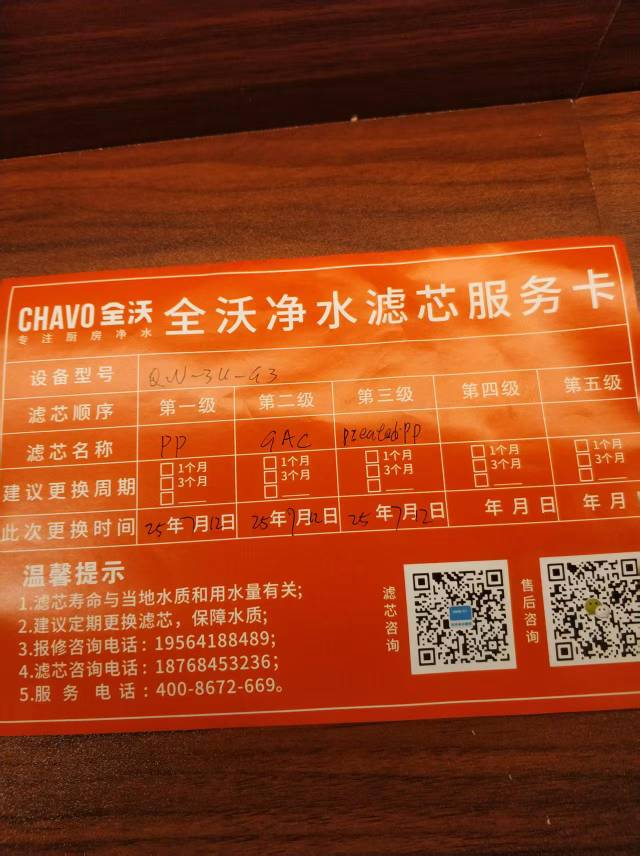 CHAVO 全沃
专注厨房净水
全沃净水滤芯服务卡
设备型号 QW-3U-G3
滤芯顺序 第一级 第二级 第三级 第四级 第五级
滤芯名称 PP GAC Pleated-PP
建议更换周期 1个月 3个月 1个月 3个月 1个月 3个月 1个月 3个月 1个月 3个月
此次更换时间 25年7月12日 25年7月12日 25年7月12日 年月日 年月
温馨提示
1.滤芯寿命与当地水质和用水量有关;
2.建议定期更换滤芯，保障水质;
3.报修咨询电话：19564188489;
4.滤芯咨询电话：18768453236;
5.服务电话：400-8672-669。
滤芯咨询
售后咨询